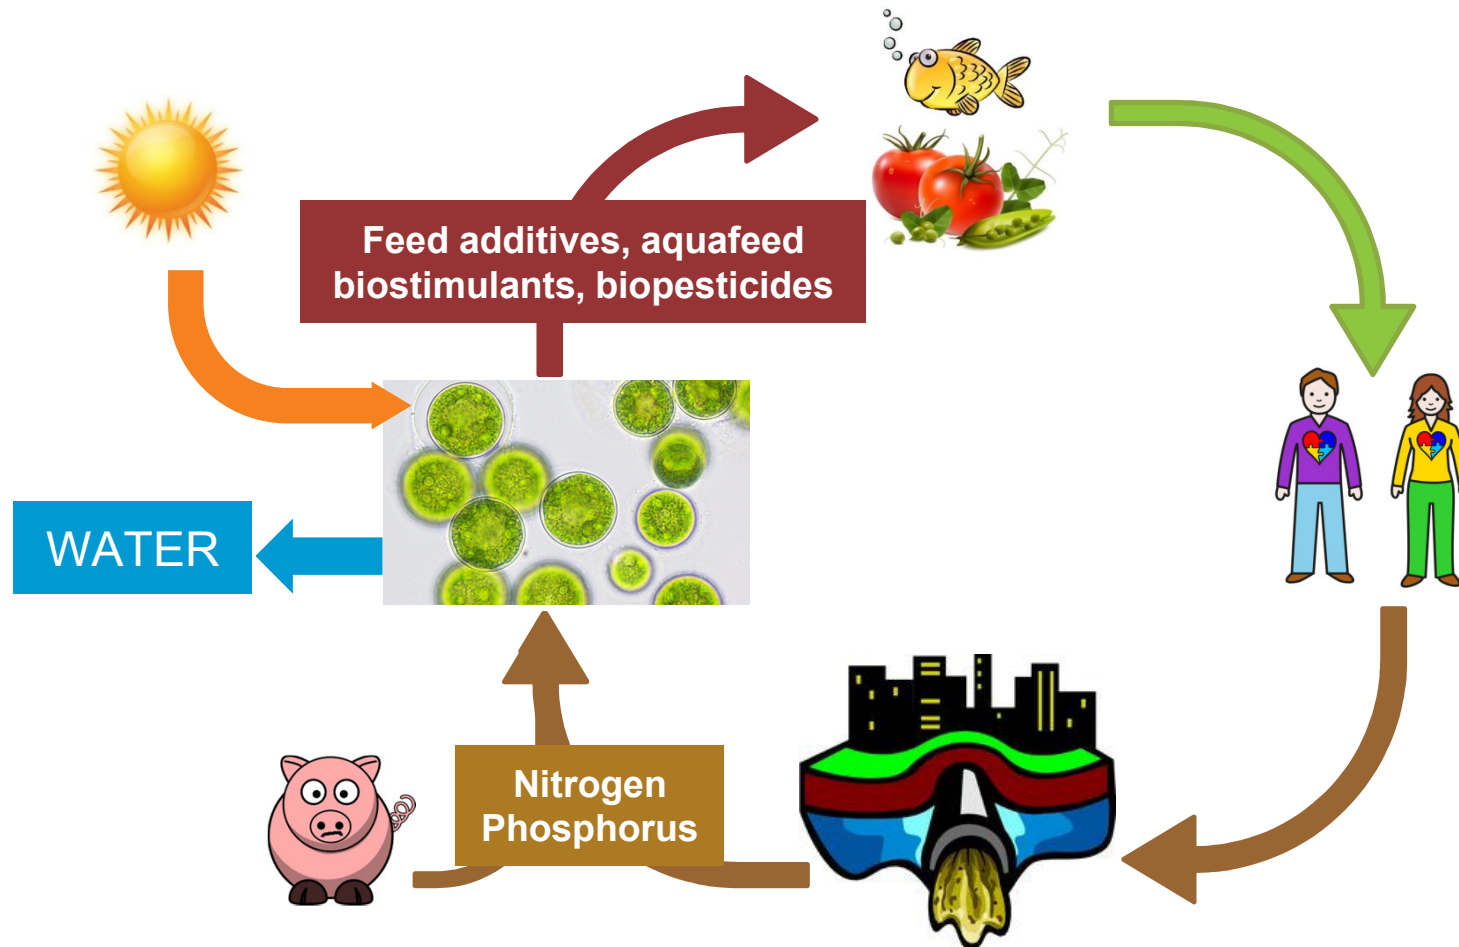 Feed additives, aquafeed
biostimulants, biopesticides
WATER
Nitrogen
Phosphorus